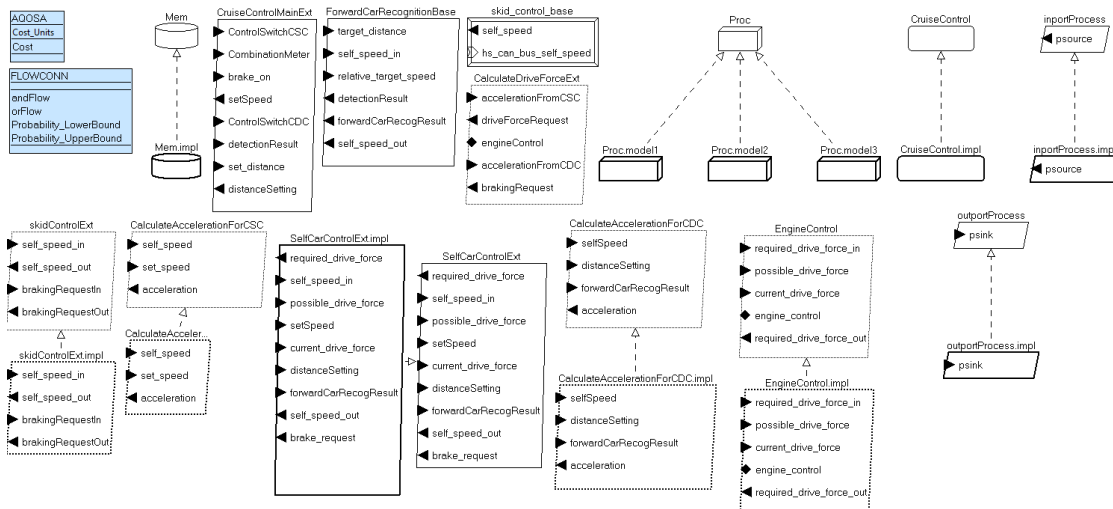 AQOSA
Cost_Units
Cost
FLOWCONN
andFlow
orFlow
Probability_LowerBound
Probability_UpperBound
Mem
Mem.impl
CruiseControlMainExt
ControlSwitchCSC
CombinationMeter
brake_on
setSpeed
ControlSwitchCDC
detectionResult
set_distance
distanceSetting
ForwardCarRecognitionBase
target_distance
self_speed_in
relative_target_speed
detectionResult
forwardCarRecogResult
self_speed_out
skid_control_base
self_speed
hs_can_bus_self_speed
CalculateDriveForceExt
accelerationFromCSC
driveForceRequest
engineControl
accelerationFromCDC
brakingRequest
Proc
Proc.model1
Proc.model2
Proc.model3
CruiseControl
CruiseControl.impl
inportProcess
psource
inportProcess.impl
psource
skidControlExt
self_speed_in
self_speed_out
brakingRequestIn
brakingRequestOut
skidControlExt.impl
self_speed_in
self_speed_out
brakingRequestIn
brakingRequestOut
CalculateAccelerationForCSC
self_speed
set_speed
acceleration
CalculateAcceler...
self_speed
set_speed
acceleration
SelfCarControlExt.impl
required_drive_force
self_speed_in
possible_drive_force
setSpeed
current_drive_force
distanceSetting
forwardCarRecogResult
self_speed_out
brake_request
SelfCarControlExt
required_drive_force
self_speed_in
possible_drive_force
setSpeed
current_drive_force
distanceSetting
forwardCarRecogResult
self_speed_out
brake_request
CalculateAccelerationForCDC
selfSpeed
distanceSetting
forwardCarRecogResult
acceleration
CalculateAccelerationForCDC.impl
selfSpeed
distanceSetting
forwardCarRecogResult
acceleration
EngineControl
required_drive_force_in
possible_drive_force
current_drive_force
engine_control
required_drive_force_out
EngineControl.impl
required_drive_force_in
possible_drive_force
current_drive_force
engine_control
required_drive_force_out
outportProcess
psink
outportProcess.impl
psink